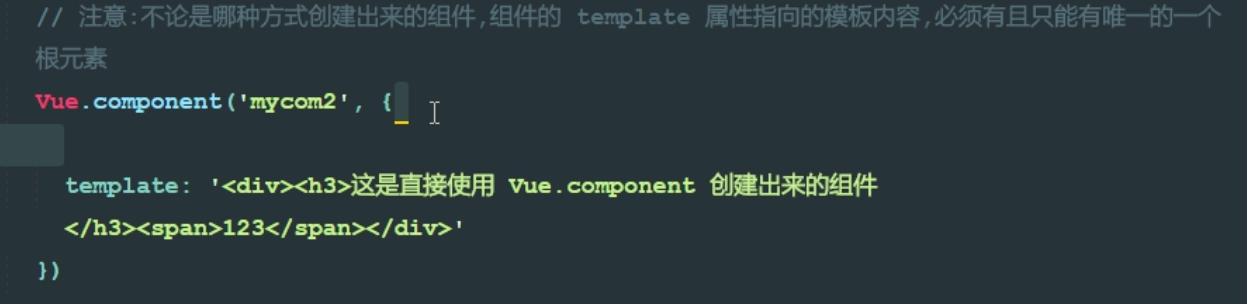 // 注意:不论是哪种方式创建出来的组件,组件的 template 属性指向的模板内容,必须有且只能有唯一的一个
根元素
Vue.component('mycom2', {
template: '<div><h3>这是直接使用 Vue.component 创建出来的组件
</h3><span>123</span></div>'
})